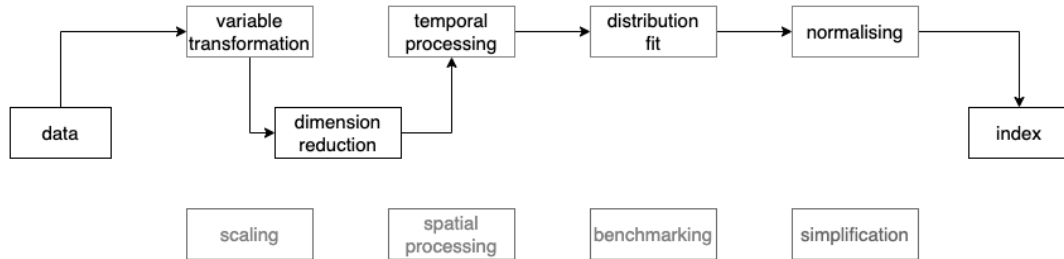 variable
transformation
temporal
processing
distribution
fit
normalising
data
dimension
reduction
index
scaling
spatial
processing
benchmarking
simplification